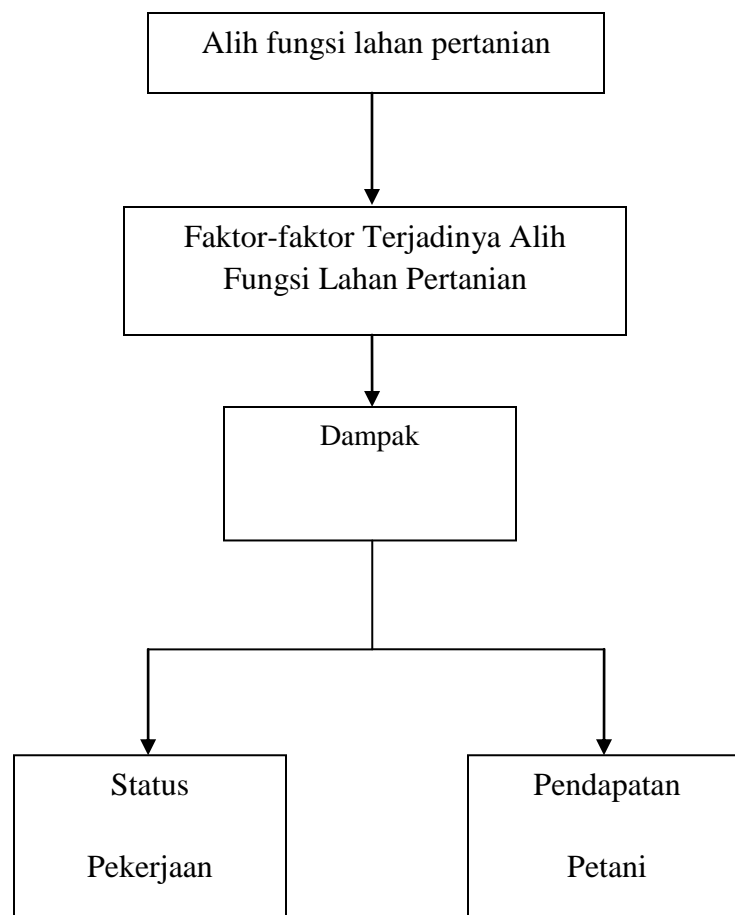 Alih fungsi lahan pertanian
Faktor-faktor Terjadinya Alih
Fungsi Lahan Pertanian
Dampak
Status
Pekerjaan
Pendapatan
Petani